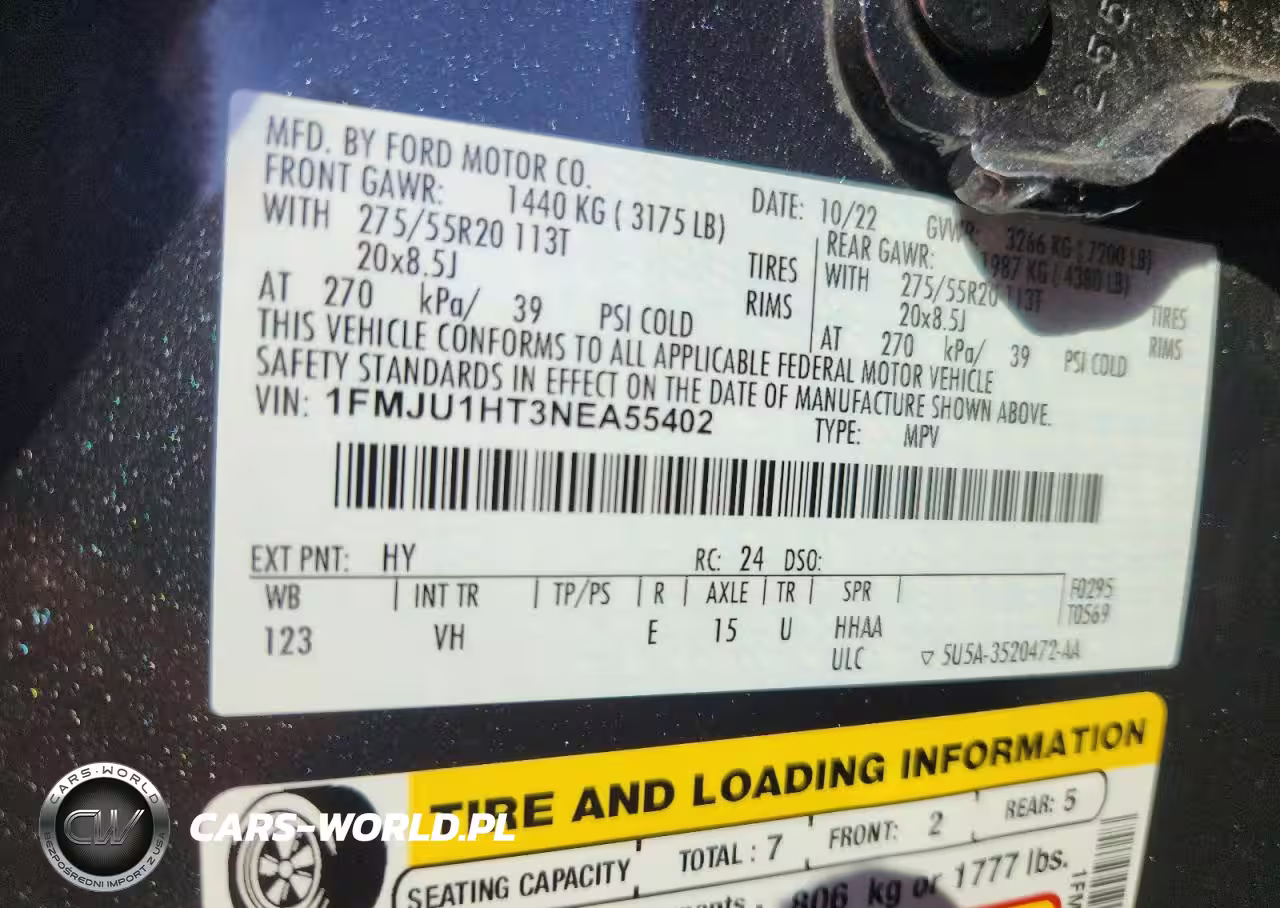 255
MFD. BY FORD MOTOR CO.
DATE: 10/22 GVWR: 3266 KG ( 7200 LB)
FRONT GAWR: 1440 KG ( 3175 LB)
REAR GAWR: 1987 KG ( 4380 LB)
WITH 275/55R20 113T TIRES
WITH 275/55R20 113T TIRES
20x8.5J RIMS
20x8.5J RIMS
AT 270 kPa/ 39 PSI COLD
AT 270 kPa/ 39 PSI COLD
THIS VEHICLE CONFORMS TO ALL APPLICABLE FEDERAL MOTOR VEHICLE
SAFETY STANDARDS IN EFFECT ON THE DATE OF MANUFACTURE SHOWN ABOVE.
VIN: 1FMJU1HT3NEA55402 TYPE: MPV
EXT PNT: HY RC: 24 DSO:
WB INT TR TP/PS R AXLE TR SPR F0295
T0569
123 VH E 15 U HHAA
ULC ▽ 5U5A-3520472-AA
TIRE AND LOADING INFORMATION
SEATING CAPACITY TOTAL : 7 FRONT: 2 REAR: 5
806 kg or 1777 lbs.
1FM
CARS-WORLD
CW
BEZPOŚREDNI IMPORT Z USA
CARS-WORLD.PL